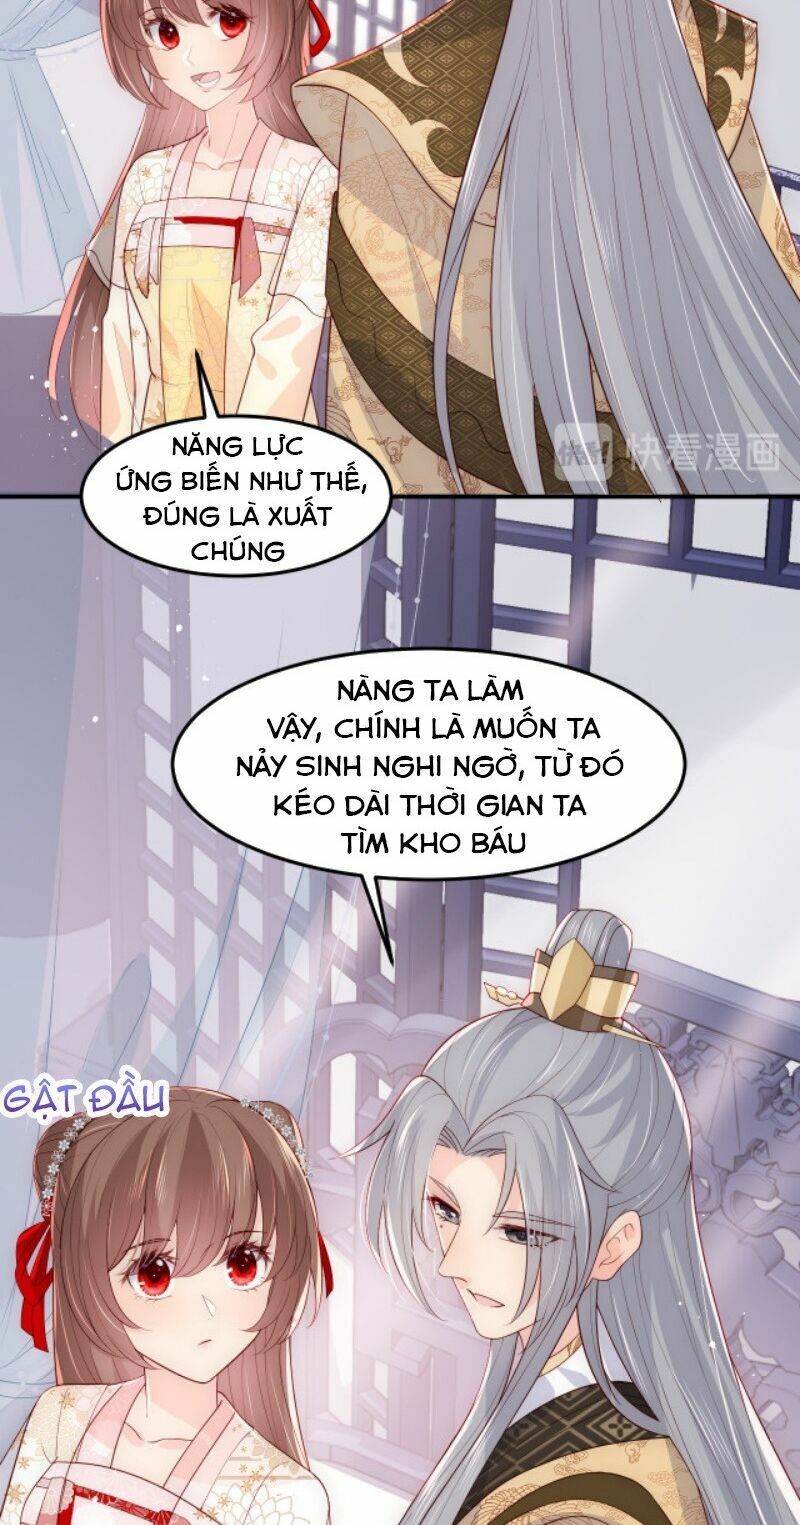 NĂNG LỰC
ỨNG BIẾN NHƯ THẾ,
ĐÚNG LÀ XUẤT
CHÚNG
快看漫画
NÀNG TA LÀM
VẬY, CHÍNH LÀ MUỐN TA
NẢY SINH NGHI NGỜ, TỪ ĐÓ
KÉO DÀI THỜI GIAN TA
TÌM KHO BÁU
GẬT ĐẦU